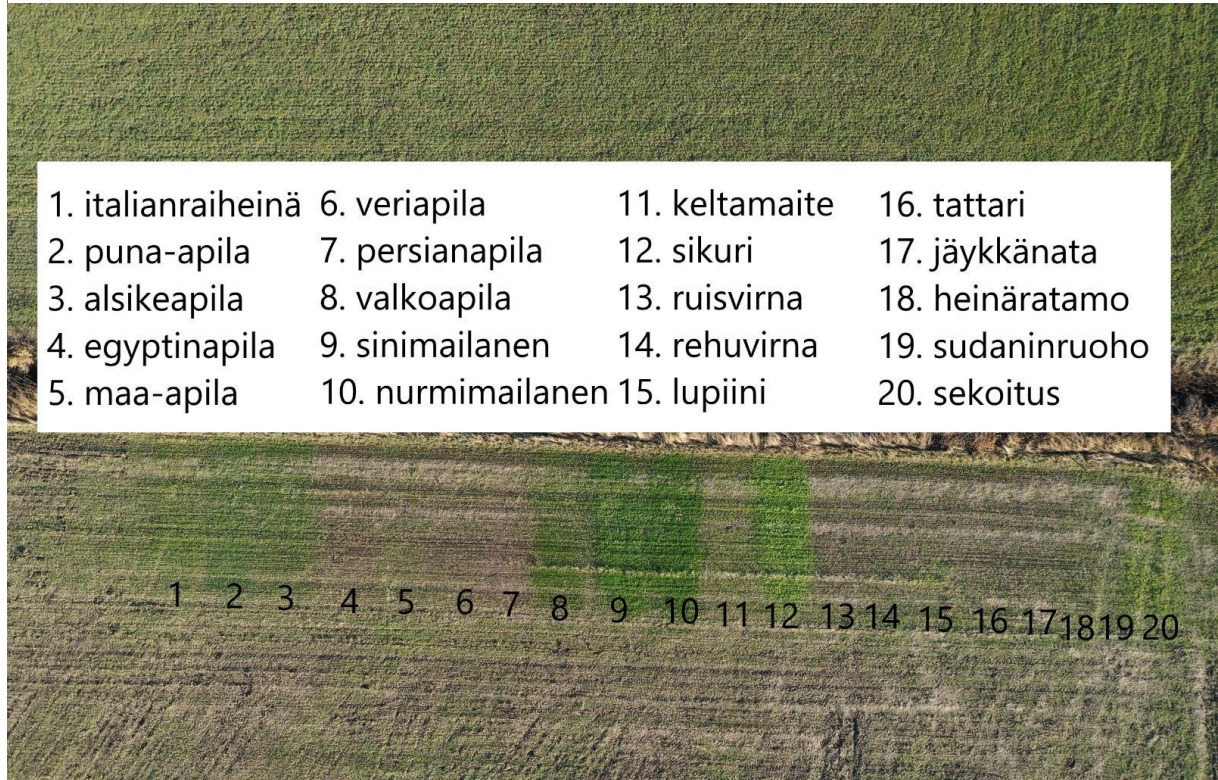 1. italianraiheinä
2. puna-apila
3. alsikeapila
4. egyptinapila
5. maa-apila
6. veriapila
7. persianapila
8. valkoapila
9. sinimailanen
10. nurmimailanen
11. keltamaite
12. sikuri
13. ruisvirna
14. rehuvirna
15. lupiini
16. tattari
17. jäykkänata
18. heinäratamo
19. sudaninruoho
20. sekoitus
1 2 3 4 5 6 7 8 9 10 11 12 13 14 15 16 17 18 19 20